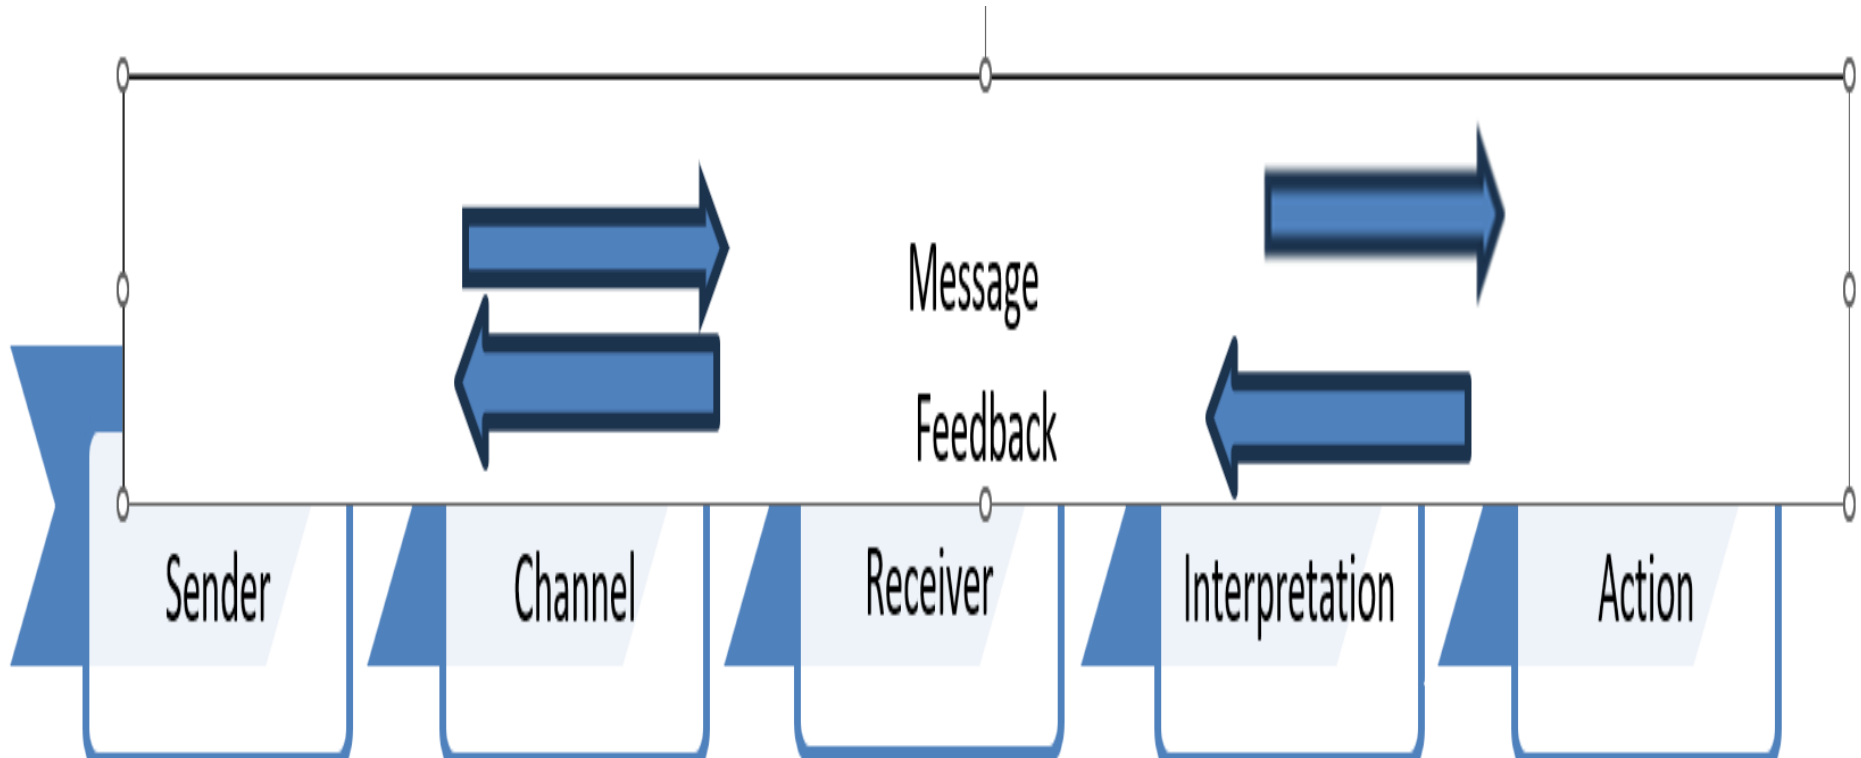 Message
Feedback
Sender Channel Receiver Interpretation Action